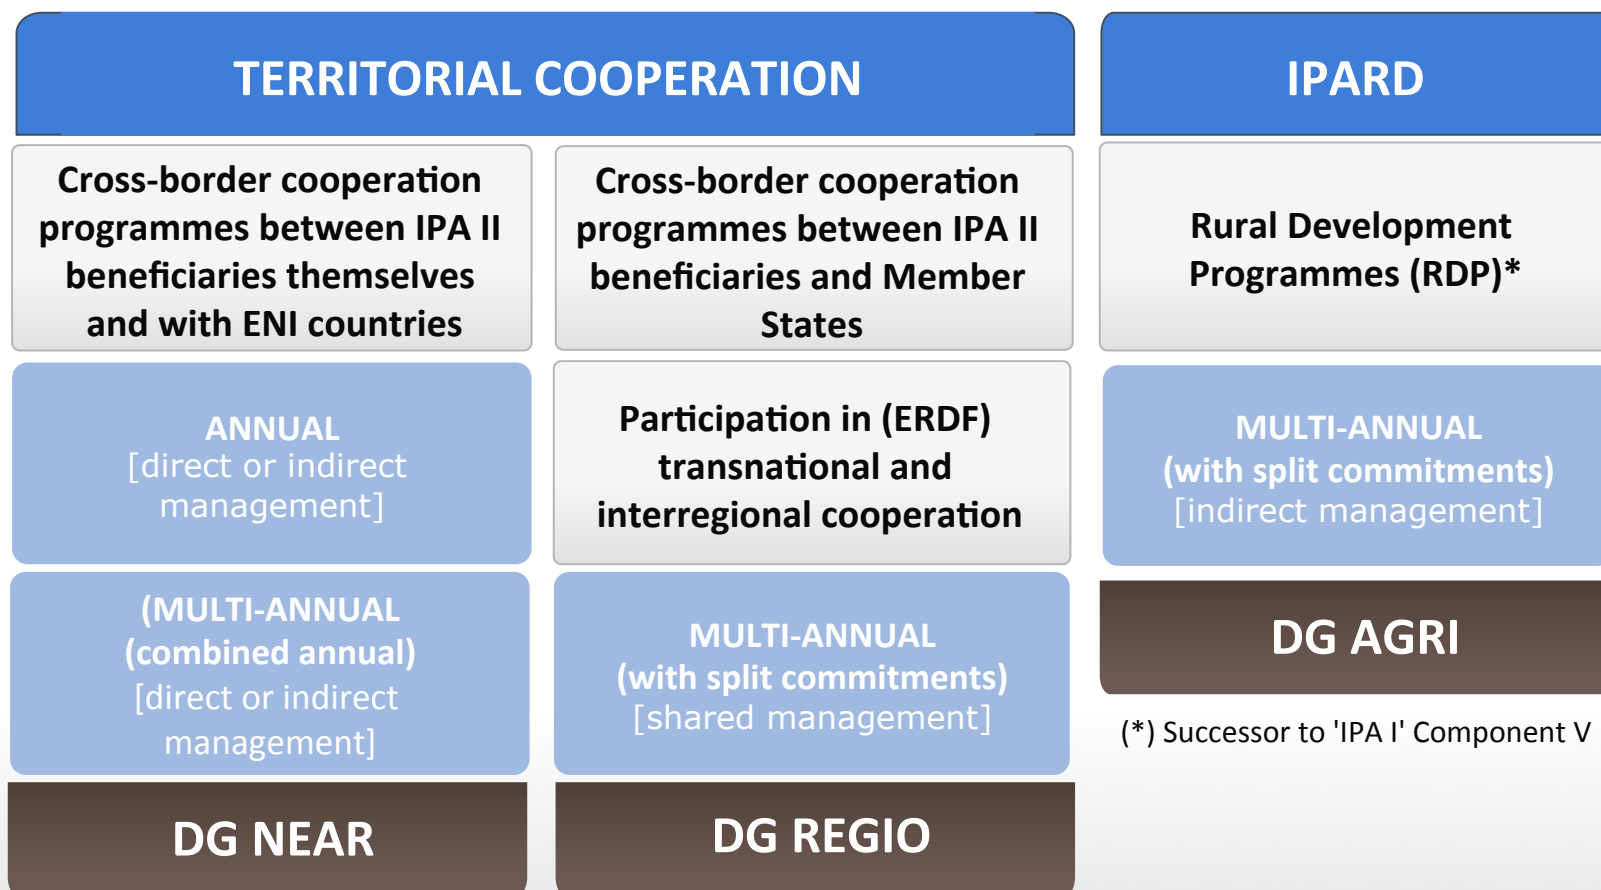 TERRITORIAL COOPERATION
Cross-border cooperation
programmes between IPA II
beneficiaries themselves
and with ENI countries
ANNUAL
[direct or indirect
management]
(MULTI-ANNUAL
(combined annual)
[direct or indirect
management]
DG NEAR
Cross-border cooperation
programmes between IPA II
beneficiaries and Member
States
Participation in (ERDF)
transnational and
interregional cooperation
MULTI-ANNUAL
(with split commitments)
[shared management]
DG REGIO
IPARD
Rural Development
Programmes (RDP)*
MULTI-ANNUAL
(with split commitments)
[indirect management]
DG AGRI
(*) Successor to 'IPA I' Component V